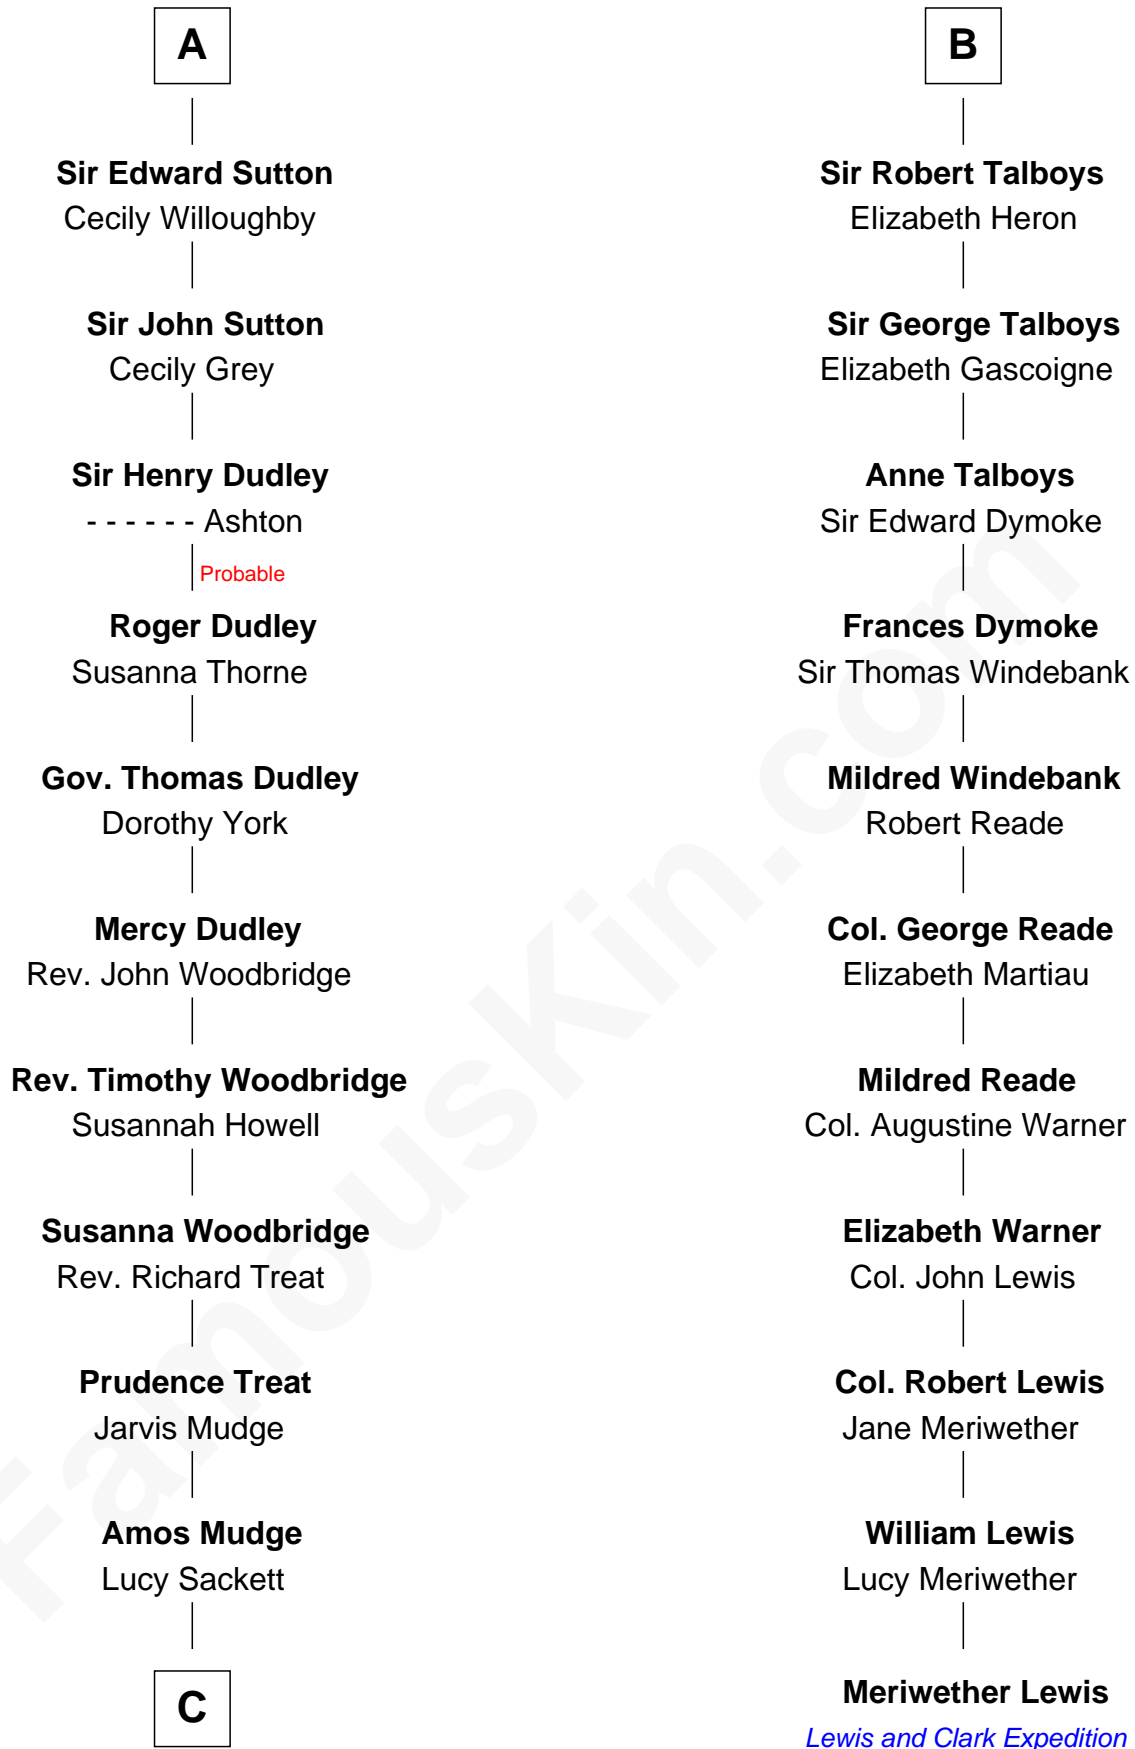 A
Sir Edward Sutton
Cecily Willoughby
Sir John Sutton
Cecily Grey
Sir Henry Dudley
- - - - - - Ashton
Probable
Roger Dudley
Susanna Thorne
Gov. Thomas Dudley
Dorothy York
Mercy Dudley
Rev. John Woodbridge
Rev. Timothy Woodbridge
Susannah Howell
Susanna Woodbridge
Rev. Richard Treat
Prudence Treat
Jarvis Mudge
Amos Mudge
Lucy Sackett
C
B
Sir Robert Talboys
Elizabeth Heron
Sir George Talboys
Elizabeth Gascoigne
Anne Talboys
Sir Edward Dymoke
Frances Dymoke
Sir Thomas Windebank
Mildred Windebank
Robert Reade
Col. George Reade
Elizabeth Martiau
Mildred Reade
Col. Augustine Warner
Elizabeth Warner
Col. John Lewis
Col. Robert Lewis
Jane Meriwether
William Lewis
Lucy Meriwether
Meriwether Lewis
Lewis and Clark Expedition
FamousKin.com